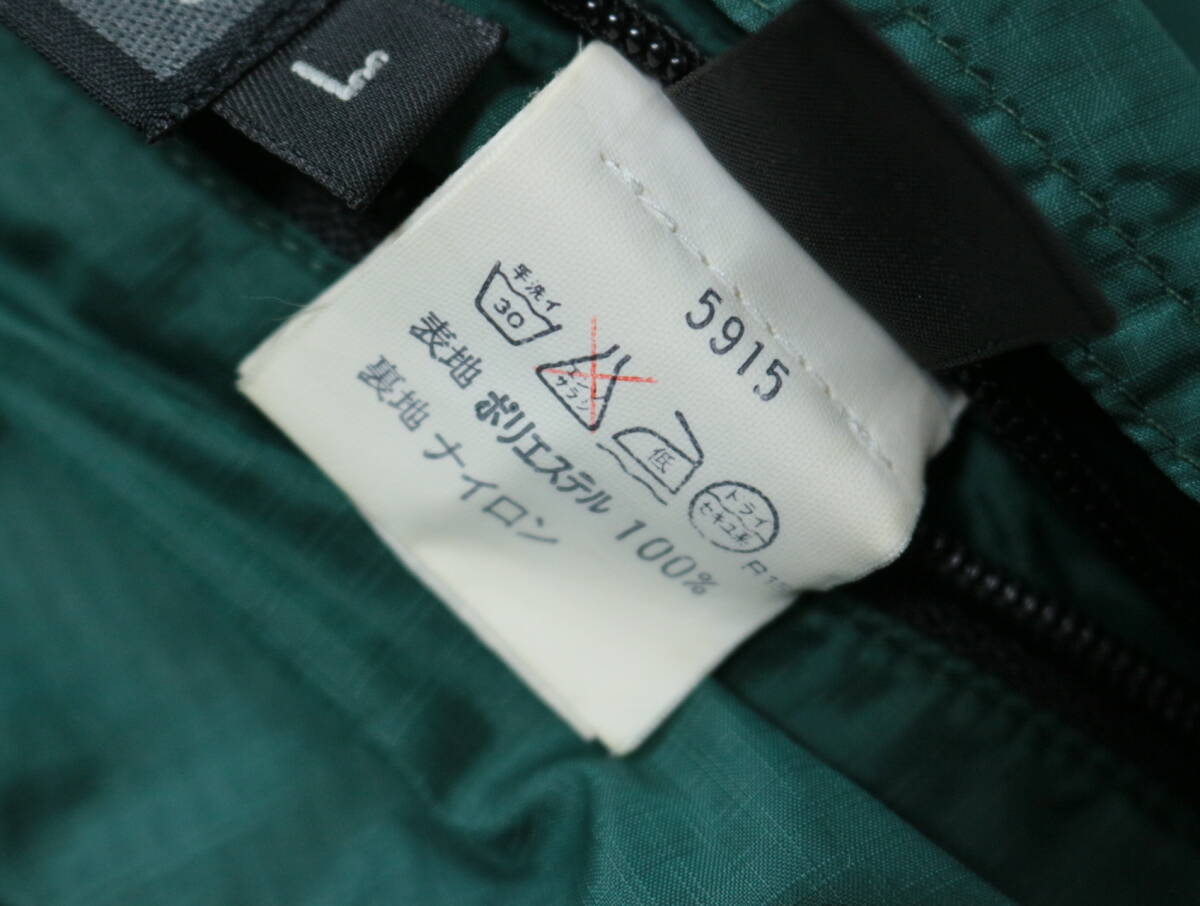 L
5915
手洗イ
30
エンソ
サラシ
低
ドライ
セキユ系
表地 ポリエステル 100%
裏地 ナイロン